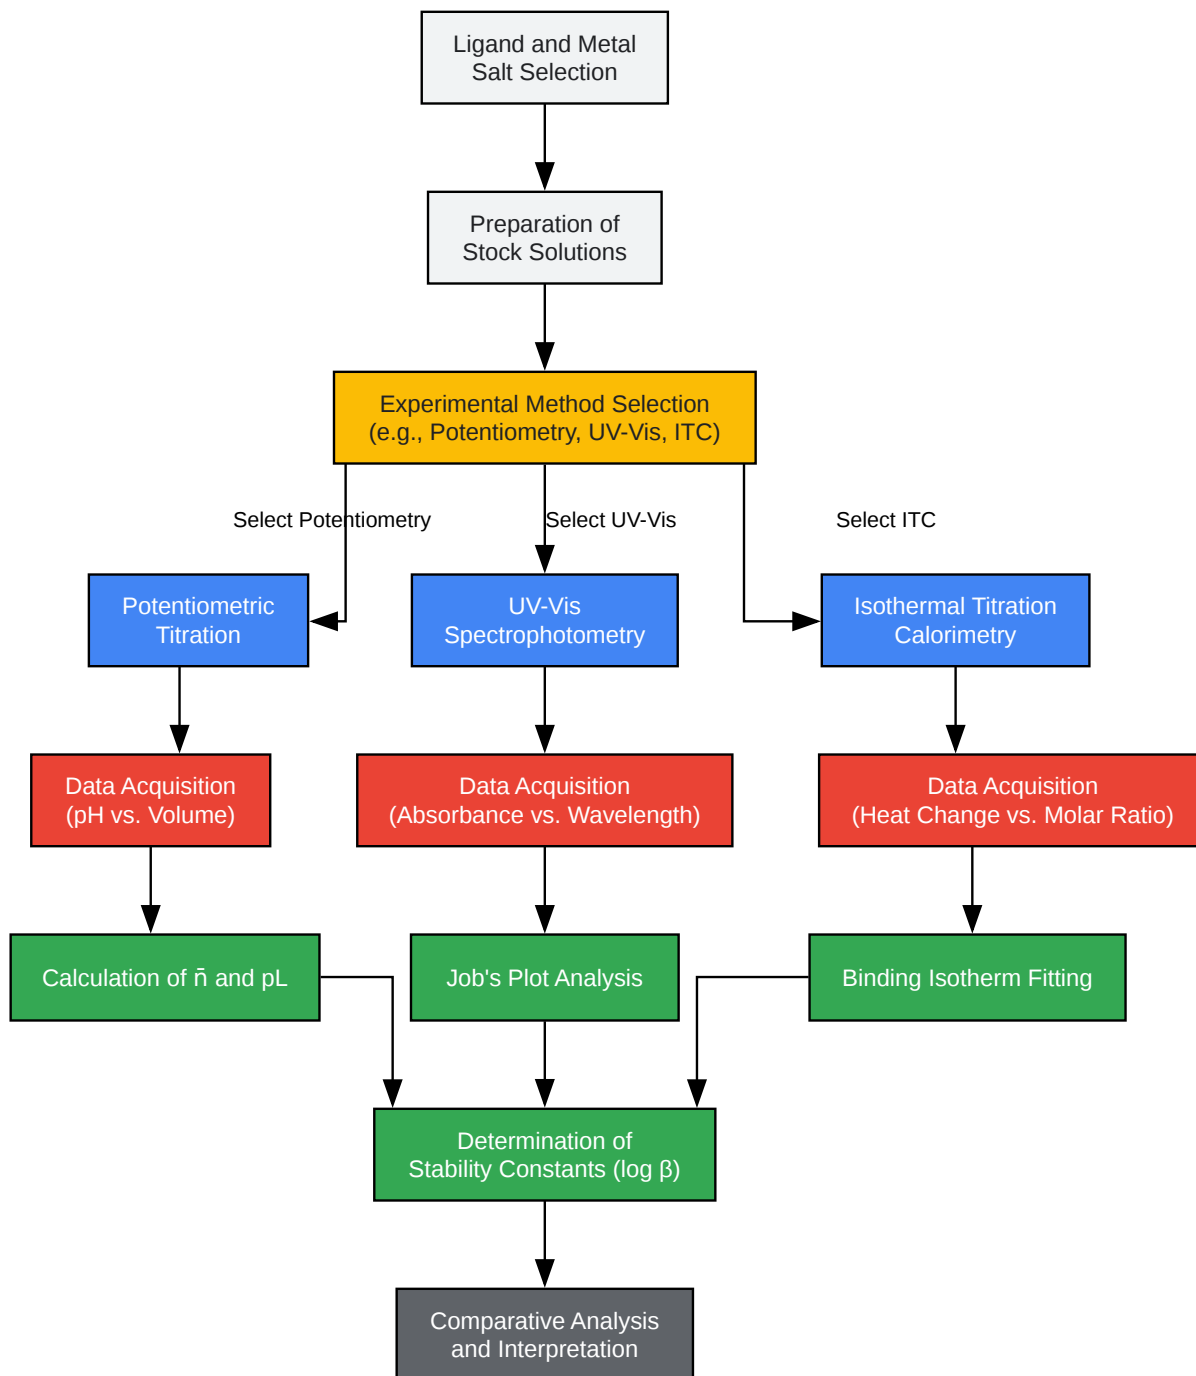 Ligand and Metal
Salt Selection
Preparation of
Stock Solutions
Experimental Method Selection
(e.g., Potentiometry, UV-Vis, ITC)
Select Potentiometry
Select UV-Vis
Select ITC
Potentiometric
Titration
UV-Vis
Spectrophotometry
Isothermal Titration
Calorimetry
Data Acquisition
(pH vs. Volume)
Data Acquisition
(Absorbance vs. Wavelength)
Data Acquisition
(Heat Change vs. Molar Ratio)
Calculation of n̄ and pL
Job's Plot Analysis
Binding Isotherm Fitting
Determination of
Stability Constants (log β)
Comparative Analysis
and Interpretation